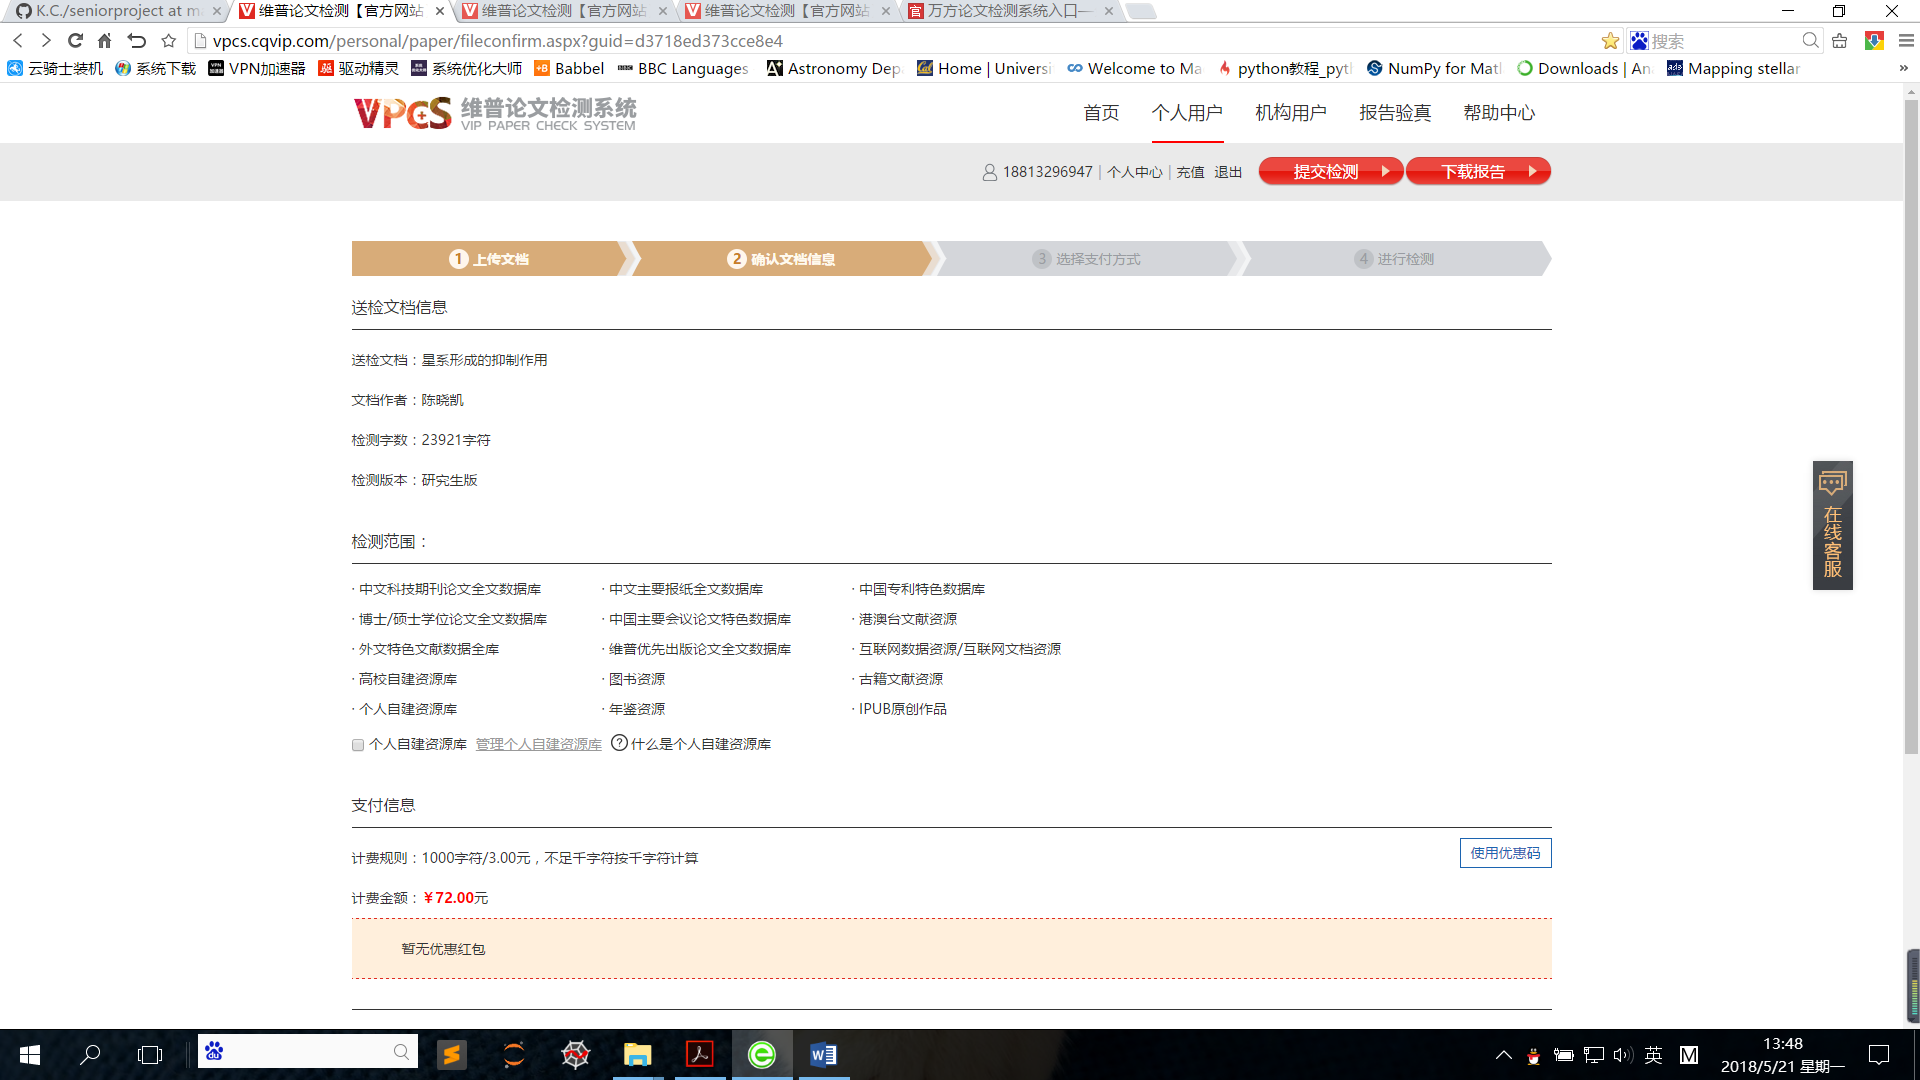 K.C./seniorproject at m
维普论文检测【官方网站
维普论文检测【官方网站
维普论文检测【官方网站
万方论文检测系统入口—
vpcs.cqvip.com/personal/paper/fileconfirm.aspx?guid=d3718ed373cce8e4
搜索
云骑士装机 系统下载 VPN加速器 驱动精灵 系统优化大师 Babbel BBC Languages Astronomy Dep Home | Universi Welcome to Ma python教程_pyt NumPy for Mat Downloads | An Mapping stellar »
VPCS 维普论文检测系统
VIP PAPER CHECK SYSTEM
首页 个人用户 机构用户 报告验真 帮助中心
18813296947 | 个人中心 | 充值 退出 提交检测 下载报告
1 上传文档 2 确认文档信息 3 选择支付方式 4 进行检测
送检文档信息
送检文档：星系形成的抑制作用
文档作者：陈晓凯
检测字数：23921字符
检测版本：研究生版
检测范围：
· 中文科技期刊论文全文数据库 · 中文主要报纸全文数据库 · 中国专利特色数据库
· 博士/硕士学位论文全文数据库 · 中国主要会议论文特色数据库 · 港澳台文献资源
· 外文特色文献数据全库 · 维普优先出版论文全文数据库 · 互联网数据资源/互联网文档资源
· 高校自建资源库 · 图书资源 · 古籍文献资源
· 个人自建资源库 · 年鉴资源 · IPUB原创作品
个人自建资源库 管理个人自建资源库 ? 什么是个人自建资源库
在线客服
支付信息
计费规则：1000字符/3.00元，不足千字符按千字符计算
使用优惠码
计费金额：￥72.00元
暂无优惠红包
英 M
13:48
2018/5/21 星期一